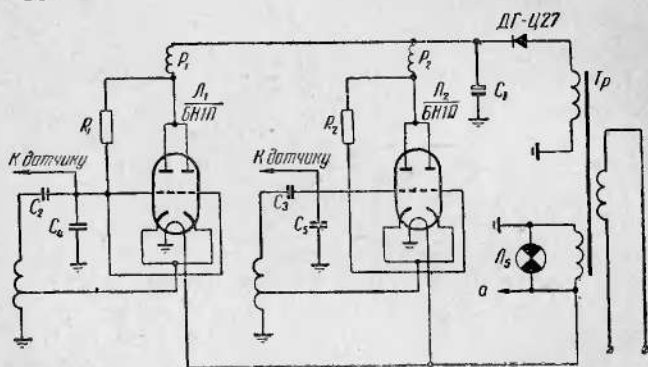 ДГ-Ц27
P₁
P₂
Тр
Л₁
6Н1П
Л₂
6Н1П
C₁
R₁
R₂
К датчику
К датчику
C₂
C₄
C₃
C₅
Л₅
а